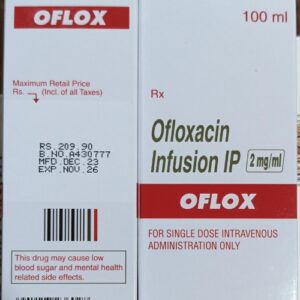 OFLOX
Maximum Retail Price
Rs. (Incl. of all Taxes)
RS.209.90
B.NO.A430777
MFD.DEC.23
EXP.NOV.26
This drug may cause low
blood sugar and mental health
related side effects.
100 ml
Rx
Ofloxacin
Infusion IP 2 mg/ml
OFLOX
FOR SINGLE DOSE INTRAVENOUS
ADMINISTRATION ONLY